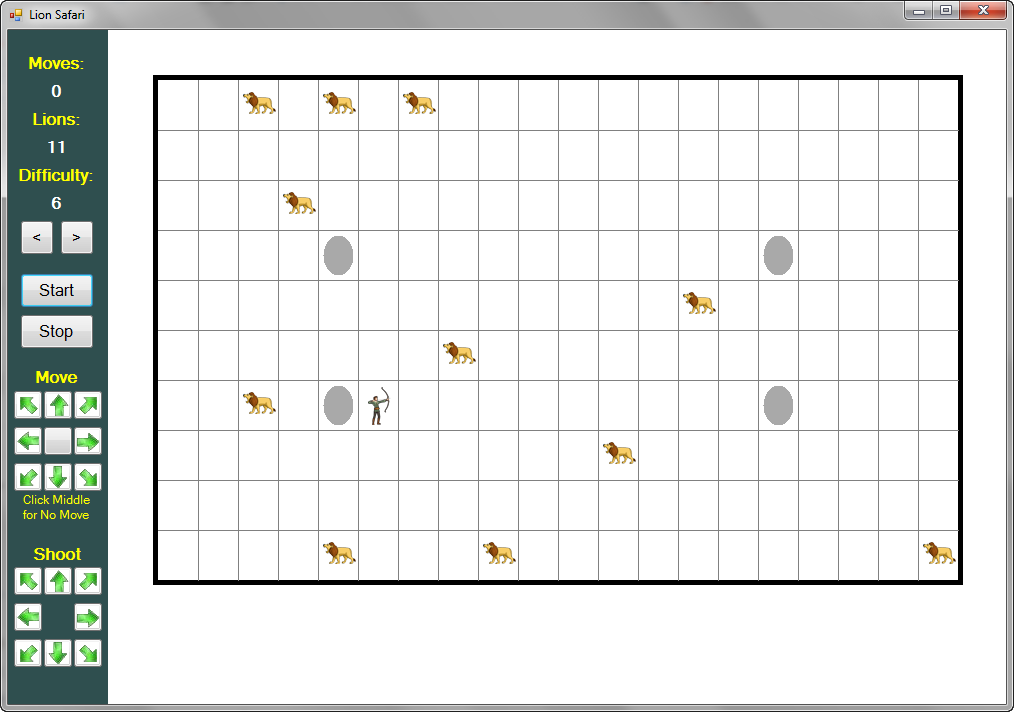 Lion Safari
Moves:
0
Lions:
11
Difficulty:
6
< >
Start
Stop
Move
Click Middle
for No Move
Shoot